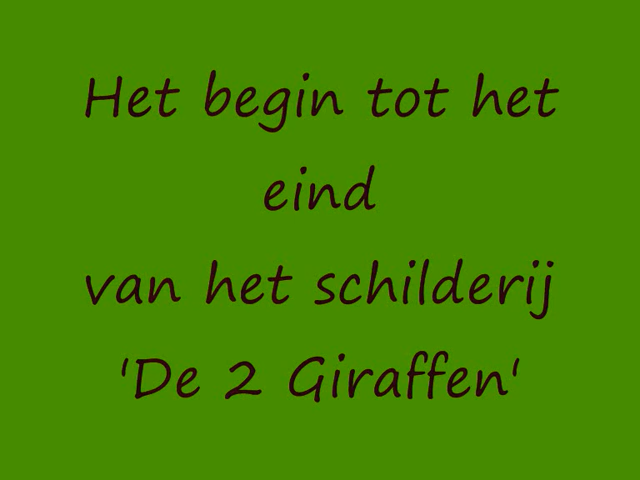 Het begin tot het
eind
van het schilderij
'De 2 Giraffen'